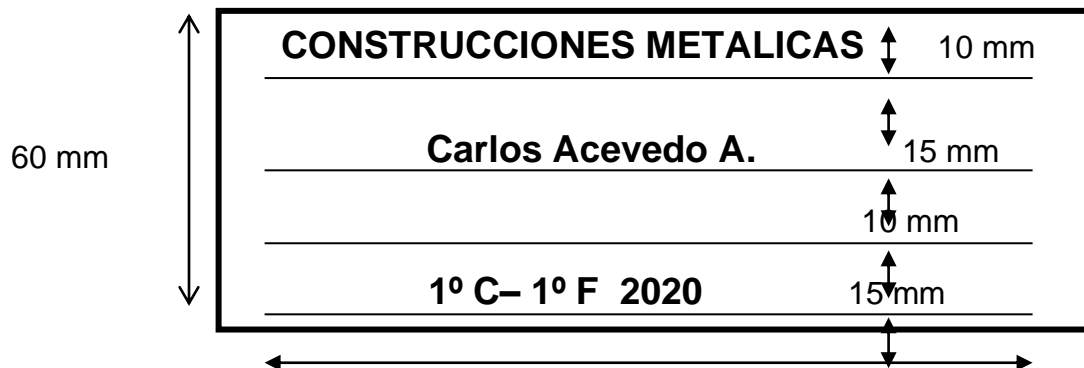 CONSTRUCCIONES METALICAS 10 mm
60 mm Carlos Acevedo A. 15 mm
10 mm
1º C– 1º F 2020 15 mm